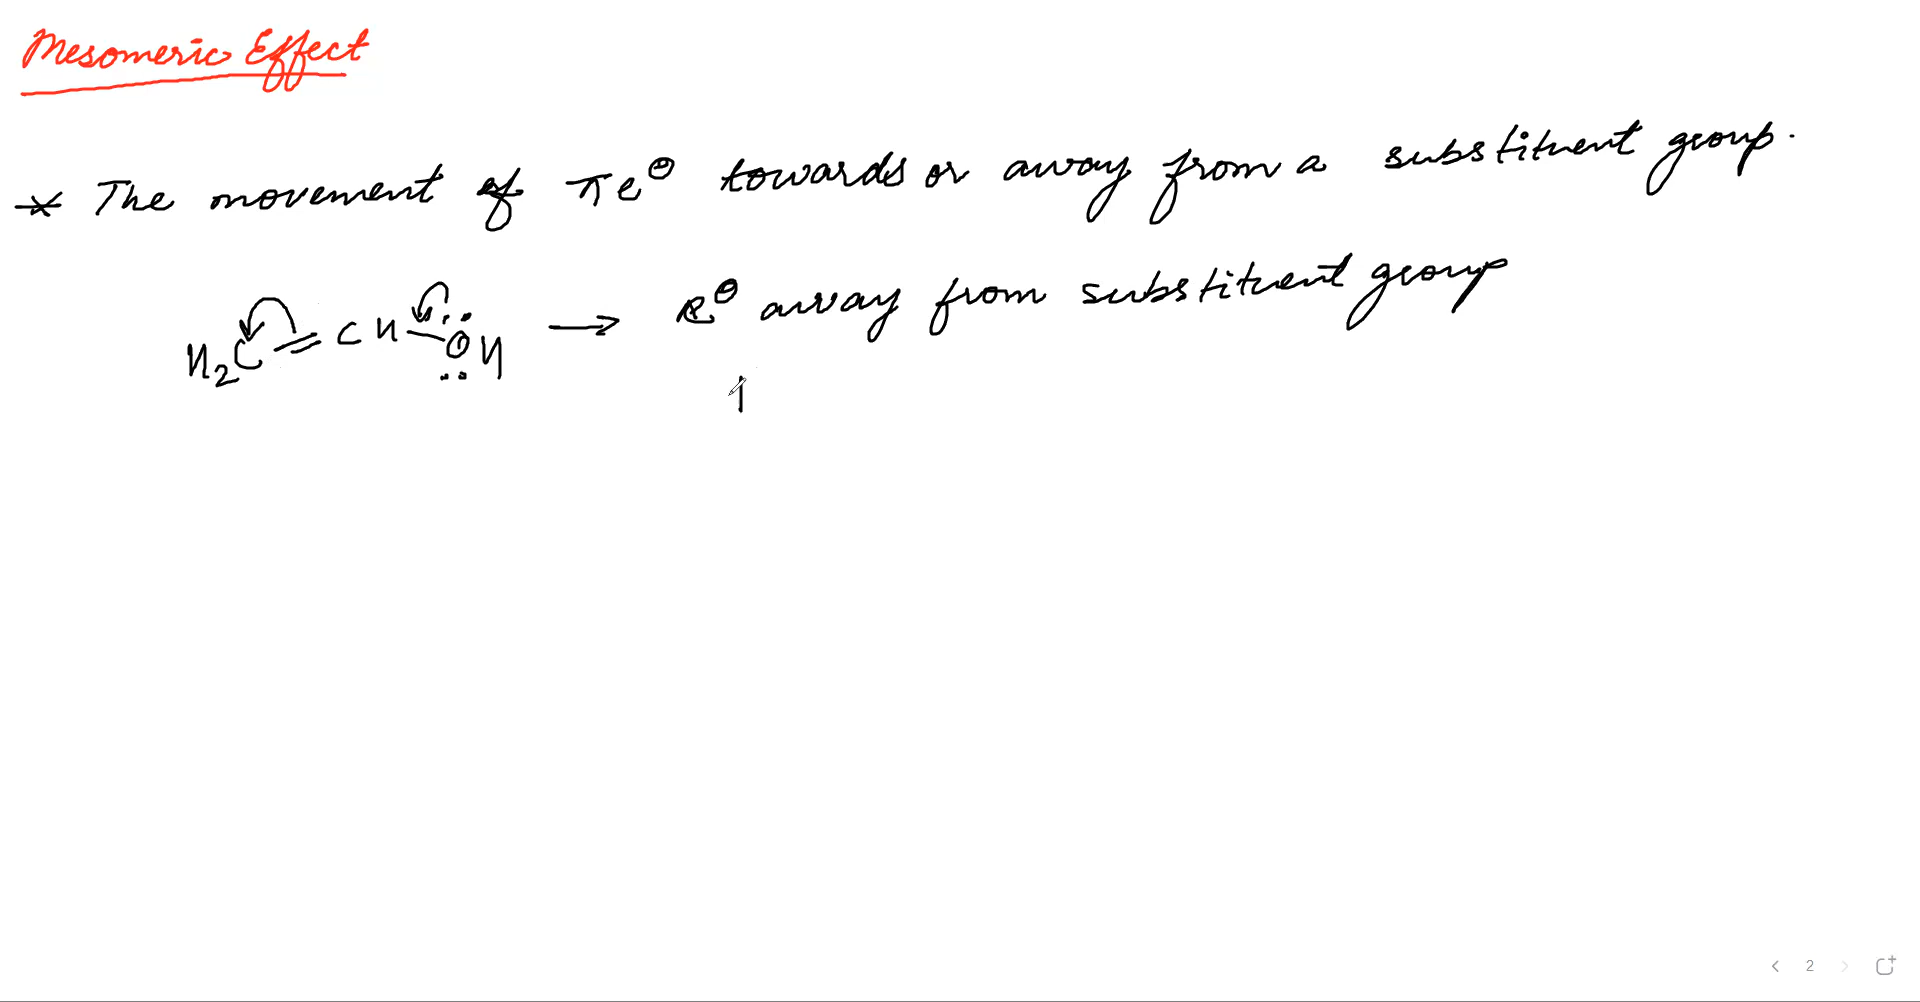 Mesomeric Effect
* The movement of πe⊖ towards or away from a substituent group.
H₂C=CH-ÖH → e⊖ away from substituent group
2